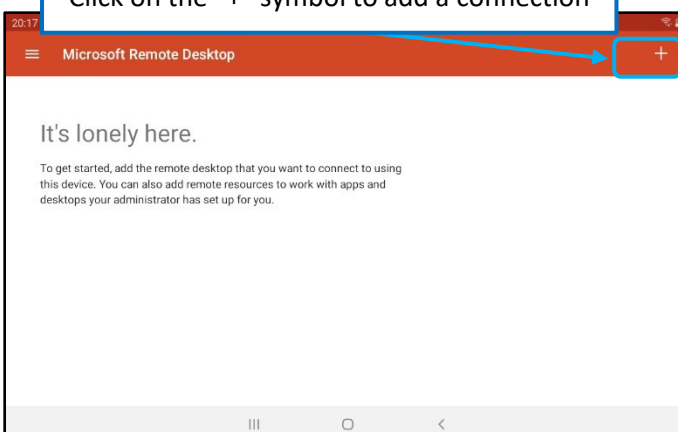 Click on the "+" symbol to add a connection
20:17
Microsoft Remote Desktop
+
It's lonely here.
To get started, add the remote desktop that you want to connect to using
this device. You can also add remote resources to work with apps and
desktops your administrator has set up for you.